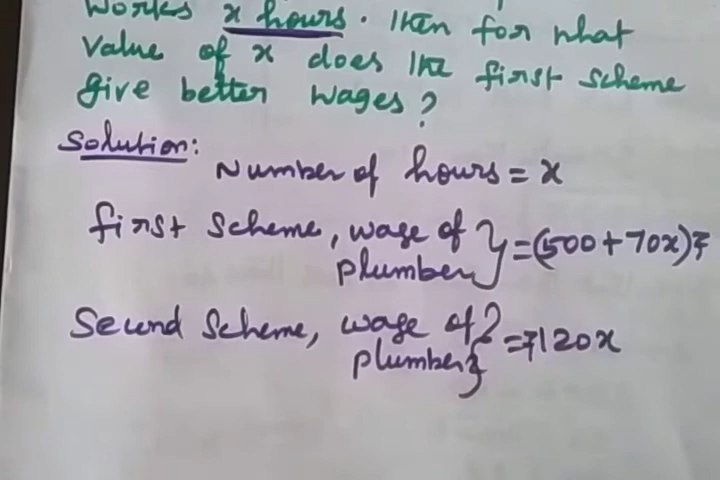 works x hours. Then for what
value of x does the first scheme
give better wages?
Solution:
Number of hours = x
first scheme, wage of
plumber } = (500+70x)₹
Second scheme, wage of
plumber } = ₹120x